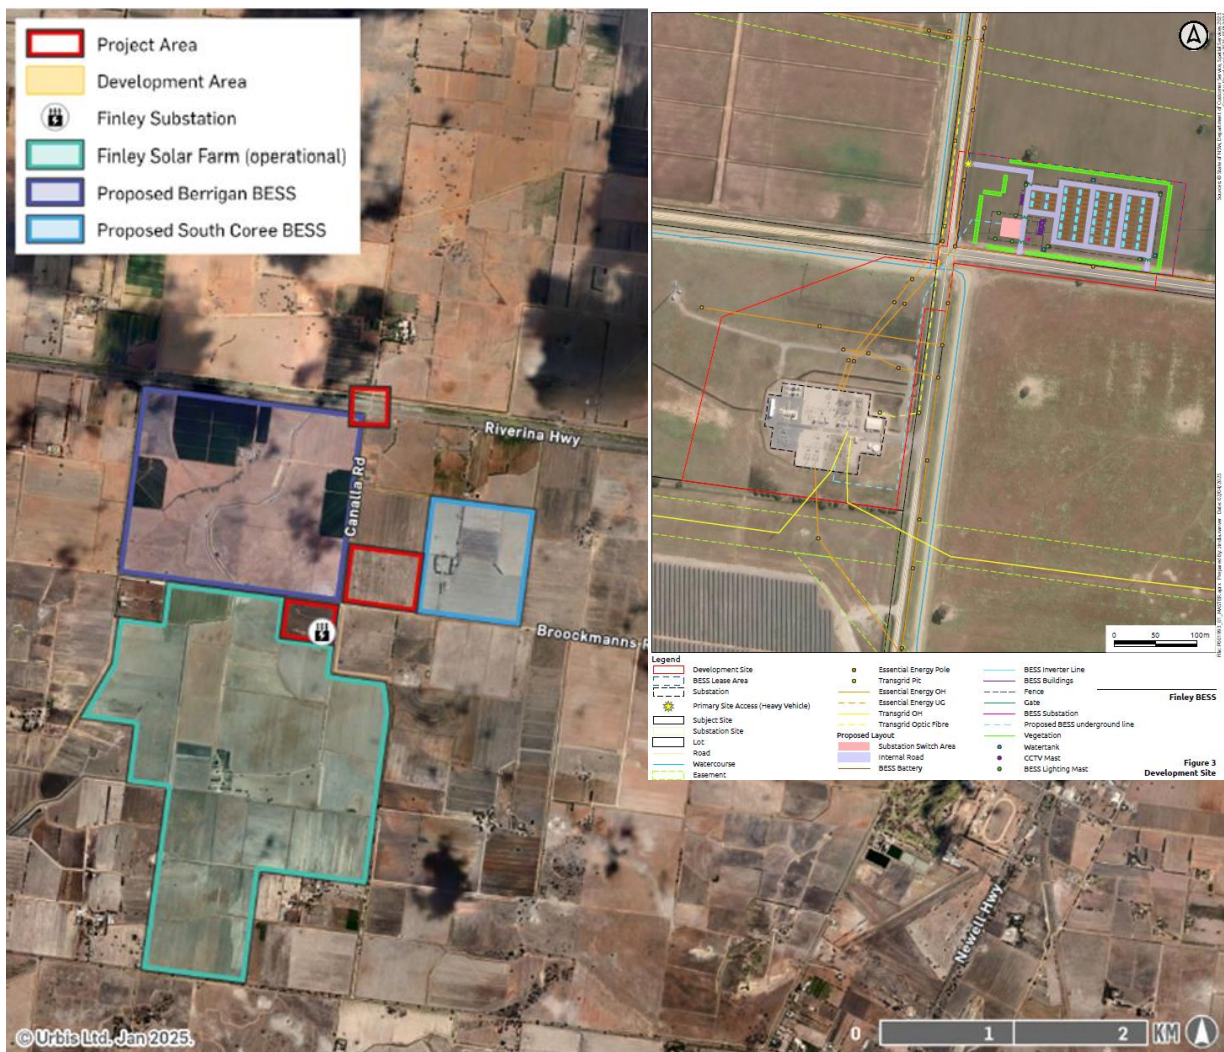 Project Area
Development Area
Finley Substation
Finley Solar Farm (operational)
Proposed Berrigan BESS
Proposed South Coree BESS
Riverina Hwy
Canalla Rd
Broockmanns R
Newell Hwy
© Urbis Ltd. Jan 2025.
0 1 2 KM
0 50 100m
Legend
Development Site
BESS Lease Area
Substation
Primary Site Access (Heavy Vehicle)
Subject Site
Substation Site
Lot
Road
Watercourse
Easement
Essential Energy Pole
Transgrid Pit
Essential Energy OH
Essential Energy UG
Transgrid OH
Transgrid Optic Fibre
Proposed Layout
Substation Switch Area
Internal Road
BESS Battery
BESS Inverter Line
BESS Buildings
Fence
Gate
BESS Substation
Proposed BESS underground line
Vegetation
Watertank
CCTV Mast
BESS Lighting Mast
Finley BESS
Figure 3
Development Site